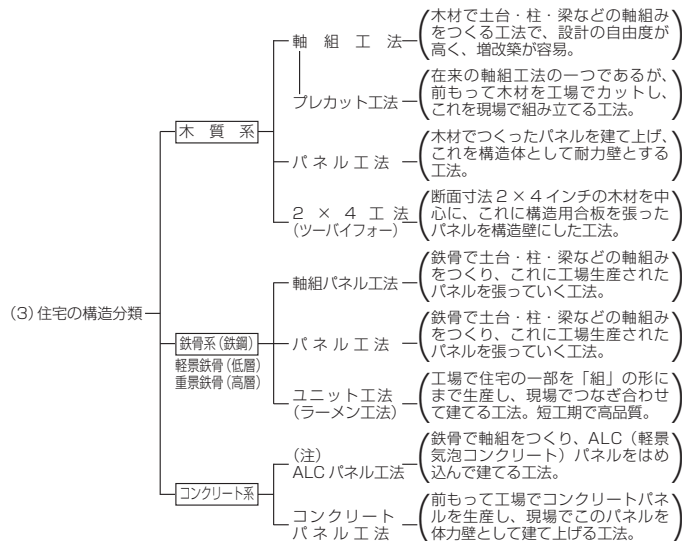 (3)住宅の構造分類
木質系
軸組工法
木材で土台・柱・梁などの軸組み
をつくる工法で、設計の自由度が
高く、増改築が容易。
プレカット工法
在来の軸組工法の一つであるが、
前もって木材を工場でカットし、
これを現場で組み立てる工法。
パネル工法
木材でつくったパネルを建て上げ、
これを構造体として耐力壁とする
工法。
2×4工法
(ツーバイフォー)
断面寸法2×4インチの木材を中
心に、これに構造用合板を張った
パネルを構造壁にした工法。
鉄骨系(鉄鋼)
軽景鉄骨(低層)
重景鉄骨(高層)
軸組パネル工法
鉄骨で土台・柱・梁などの軸組み
をつくり、これに工場生産された
パネルを張っていく工法。
パネル工法
鉄骨で土台・柱・梁などの軸組み
をつくり、これに工場生産された
パネルを張っていく工法。
ユニット工法
(ラーメン工法)
工場で住宅の一部を「組」の形に
まで生産し、現場でつなぎ合わせ
て建てる工法。短工期で高品質。
コンクリート系
(注)
ALCパネル工法
鉄骨で軸組をつくり、ALC(軽景
気泡コンクリート)パネルをはめ
込んで建てる工法。
コンクリート
パネル工法
前もって工場でコンクリートパネ
ルを生産し、現場でこのパネルを
体力壁として建て上げる工法。